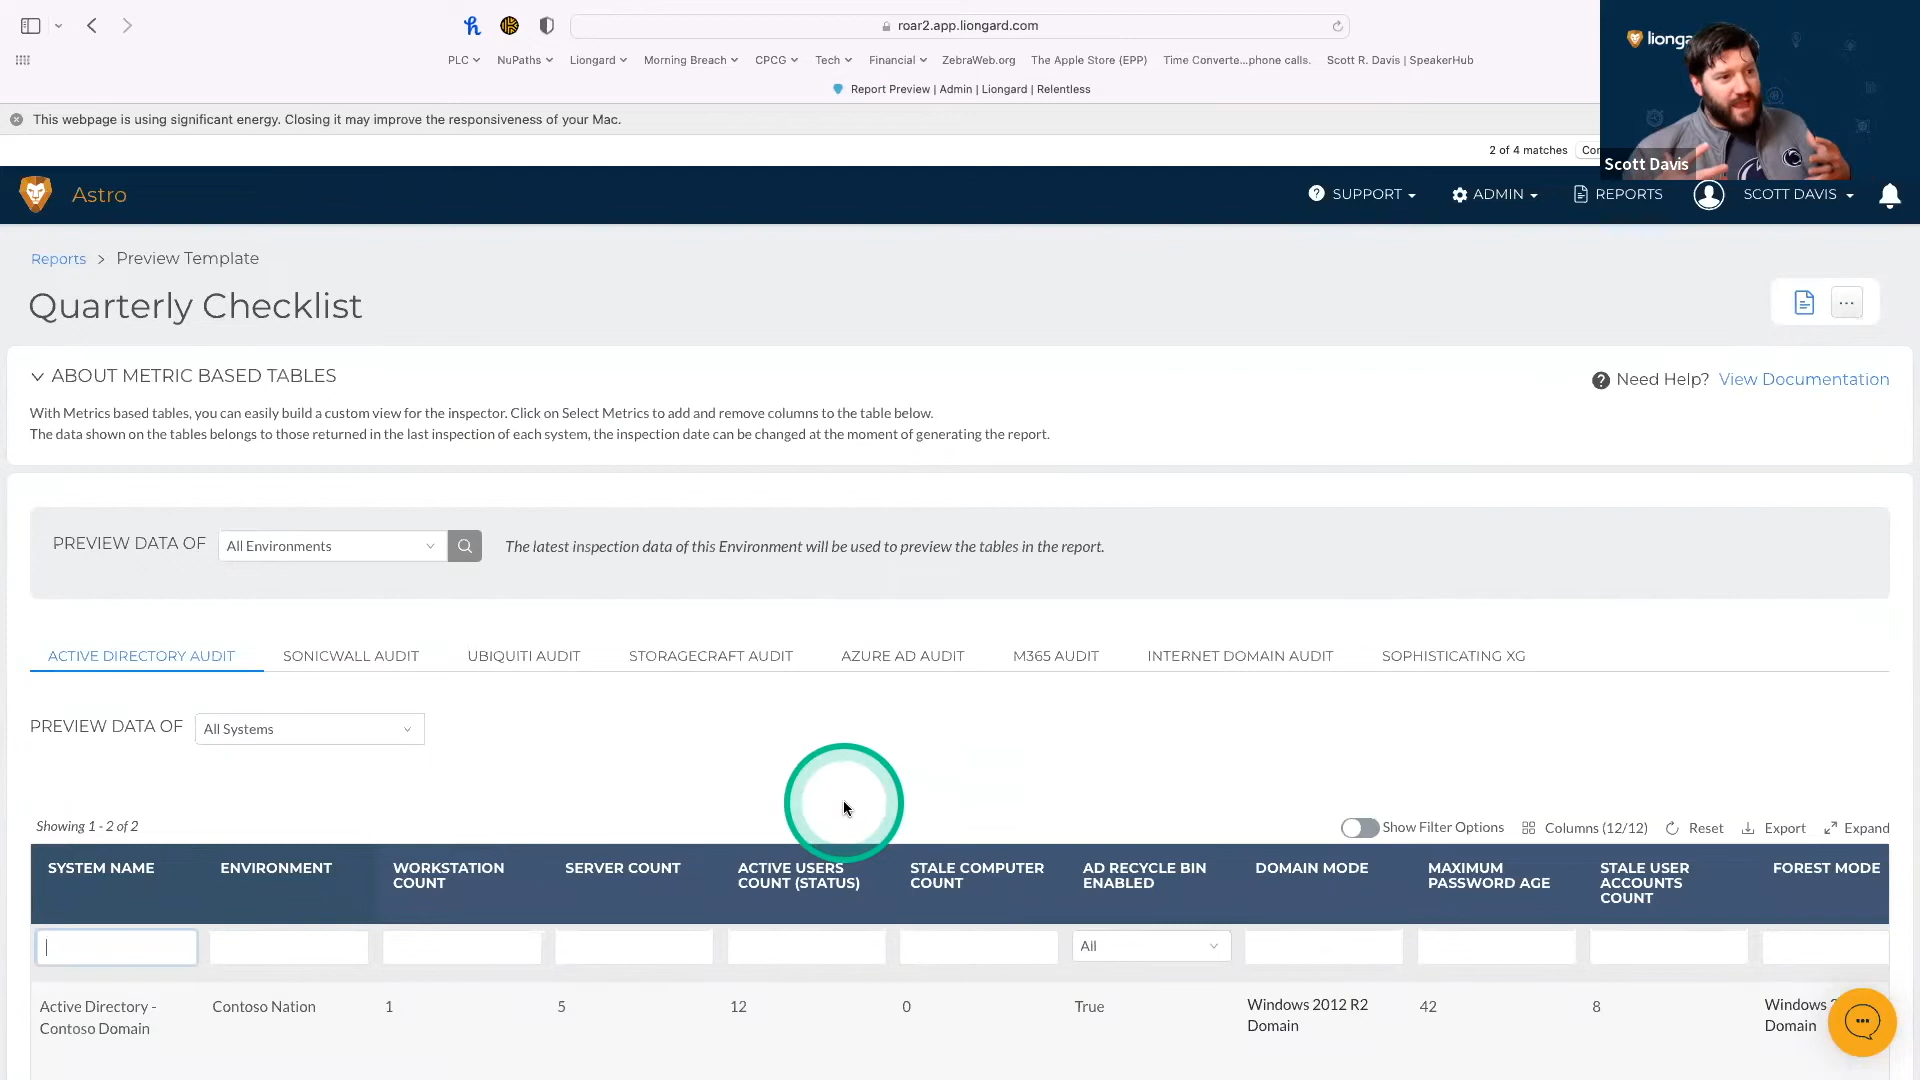 roar2.app.liongard.com
PLC NuPaths Liongard Morning Breach CPCG Tech Financial ZebraWeb.org The Apple Store (EPP) Time Converte...phone calls. Scott R. Davis | SpeakerHub
Report Preview | Admin | Liongard | Relentless
This webpage is using significant energy. Closing it may improve the responsiveness of your Mac.
2 of 4 matches
Scott Davis
Astro
SUPPORT ADMIN REPORTS SCOTT DAVIS
Reports > Preview Template
Quarterly Checklist
ABOUT METRIC BASED TABLES
Need Help? View Documentation
With Metrics based tables, you can easily build a custom view for the inspector. Click on Select Metrics to add and remove columns to the table below.
The data shown on the tables belongs to those returned in the last inspection of each system, the inspection date can be changed at the moment of generating the report.
PREVIEW DATA OF All Environments The latest inspection data of this Environment will be used to preview the tables in the report.
ACTIVE DIRECTORY AUDIT SONICWALL AUDIT UBIQUITI AUDIT STORAGECRAFT AUDIT AZURE AD AUDIT M365 AUDIT INTERNET DOMAIN AUDIT SOPHISTICATING XG
PREVIEW DATA OF All Systems
Showing 1 - 2 of 2
Show Filter Options Columns (12/12) Reset Export Expand
SYSTEM NAME ENVIRONMENT WORKSTATION COUNT SERVER COUNT ACTIVE USERS COUNT (STATUS) STALE COMPUTER COUNT AD RECYCLE BIN ENABLED DOMAIN MODE MAXIMUM PASSWORD AGE STALE USER ACCOUNTS COUNT FOREST MODE
All
Active Directory - Contoso Domain Contoso Nation 1 5 12 0 True Windows 2012 R2 Domain 42 8 Windows Domain